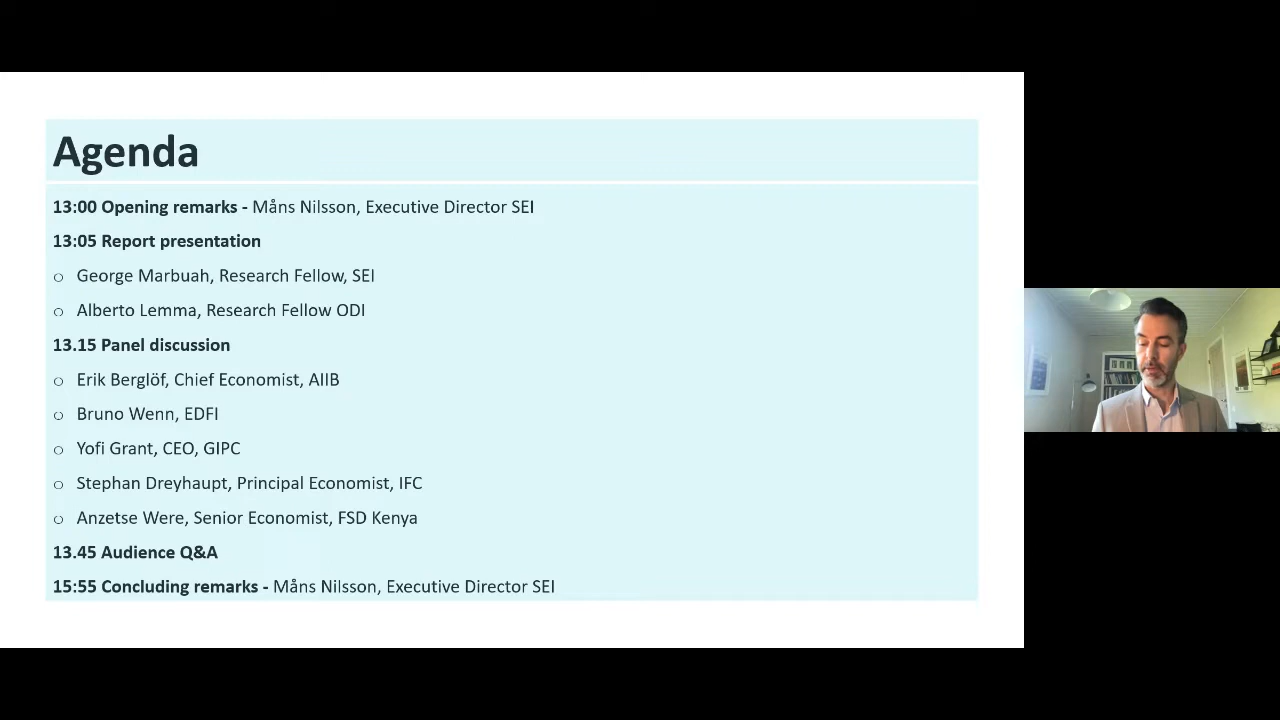 Agenda
13:00 Opening remarks - Måns Nilsson, Executive Director SEI
13:05 Report presentation
o George Marbuah, Research Fellow, SEI
o Alberto Lemma, Research Fellow ODI
13.15 Panel discussion
o Erik Berglöf, Chief Economist, AIIB
o Bruno Wenn, EDFI
o Yofi Grant, CEO, GIPC
o Stephan Dreyhaupt, Principal Economist, IFC
o Anzetse Were, Senior Economist, FSD Kenya
13.45 Audience Q&A
15:55 Concluding remarks - Måns Nilsson, Executive Director SEI